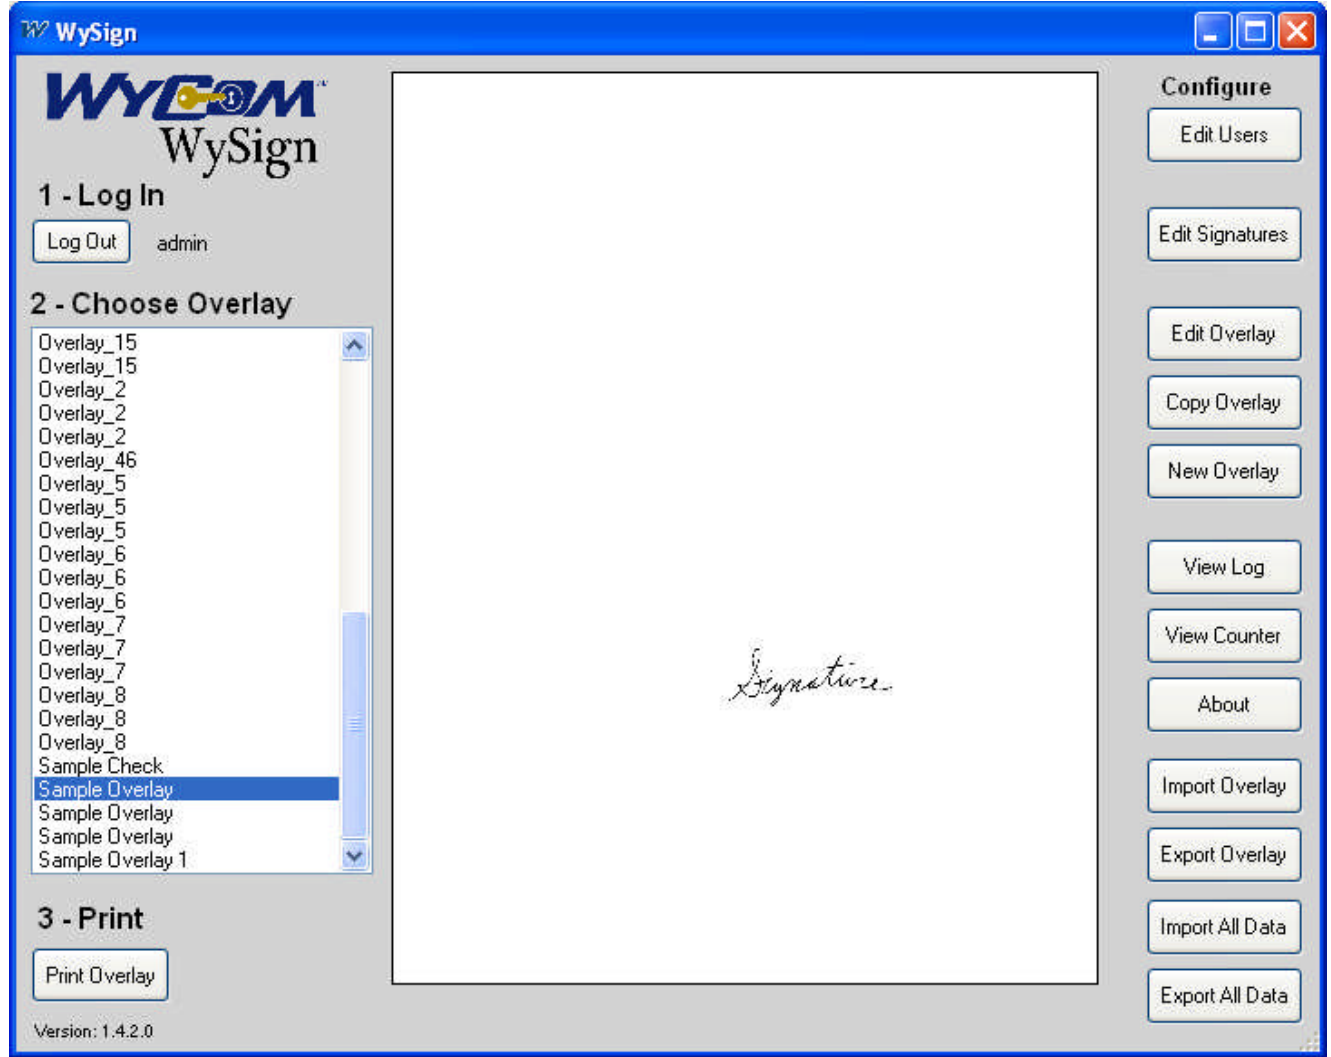 WySign
WYCOM
WySign
1 - Log In
Log Out
admin
2 - Choose Overlay
Overlay_15
Overlay_15
Overlay_2
Overlay_2
Overlay_2
Overlay_46
Overlay_5
Overlay_5
Overlay_5
Overlay_6
Overlay_6
Overlay_6
Overlay_7
Overlay_7
Overlay_7
Overlay_8
Overlay_8
Overlay_8
Sample Check
Sample Overlay
Sample Overlay
Sample Overlay
Sample Overlay 1
3 - Print
Print Overlay
Version: 1.4.2.0
Signature
Configure
Edit Users
Edit Signatures
Edit Overlay
Copy Overlay
New Overlay
View Log
View Counter
About
Import Overlay
Export Overlay
Import All Data
Export All Data